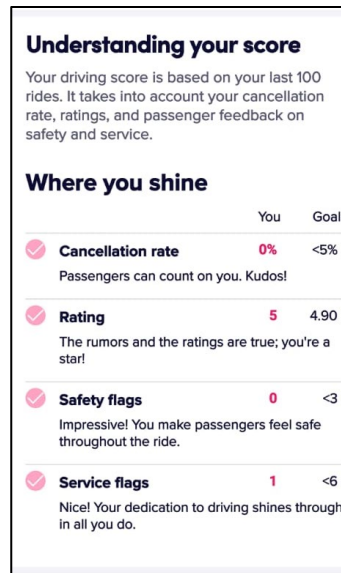 Understanding your score
Your driving score is based on your last 100
rides. It takes into account your cancellation
rate, ratings, and passenger feedback on
safety and service.
Where you shine
You Goal
Cancellation rate 0% <5%
Passengers can count on you. Kudos!
Rating 5 4.90
The rumors and the ratings are true; you're a
star!
Safety flags 0 <3
Impressive! You make passengers feel safe
throughout the ride.
Service flags 1 <6
Nice! Your dedication to driving shines through
in all you do.